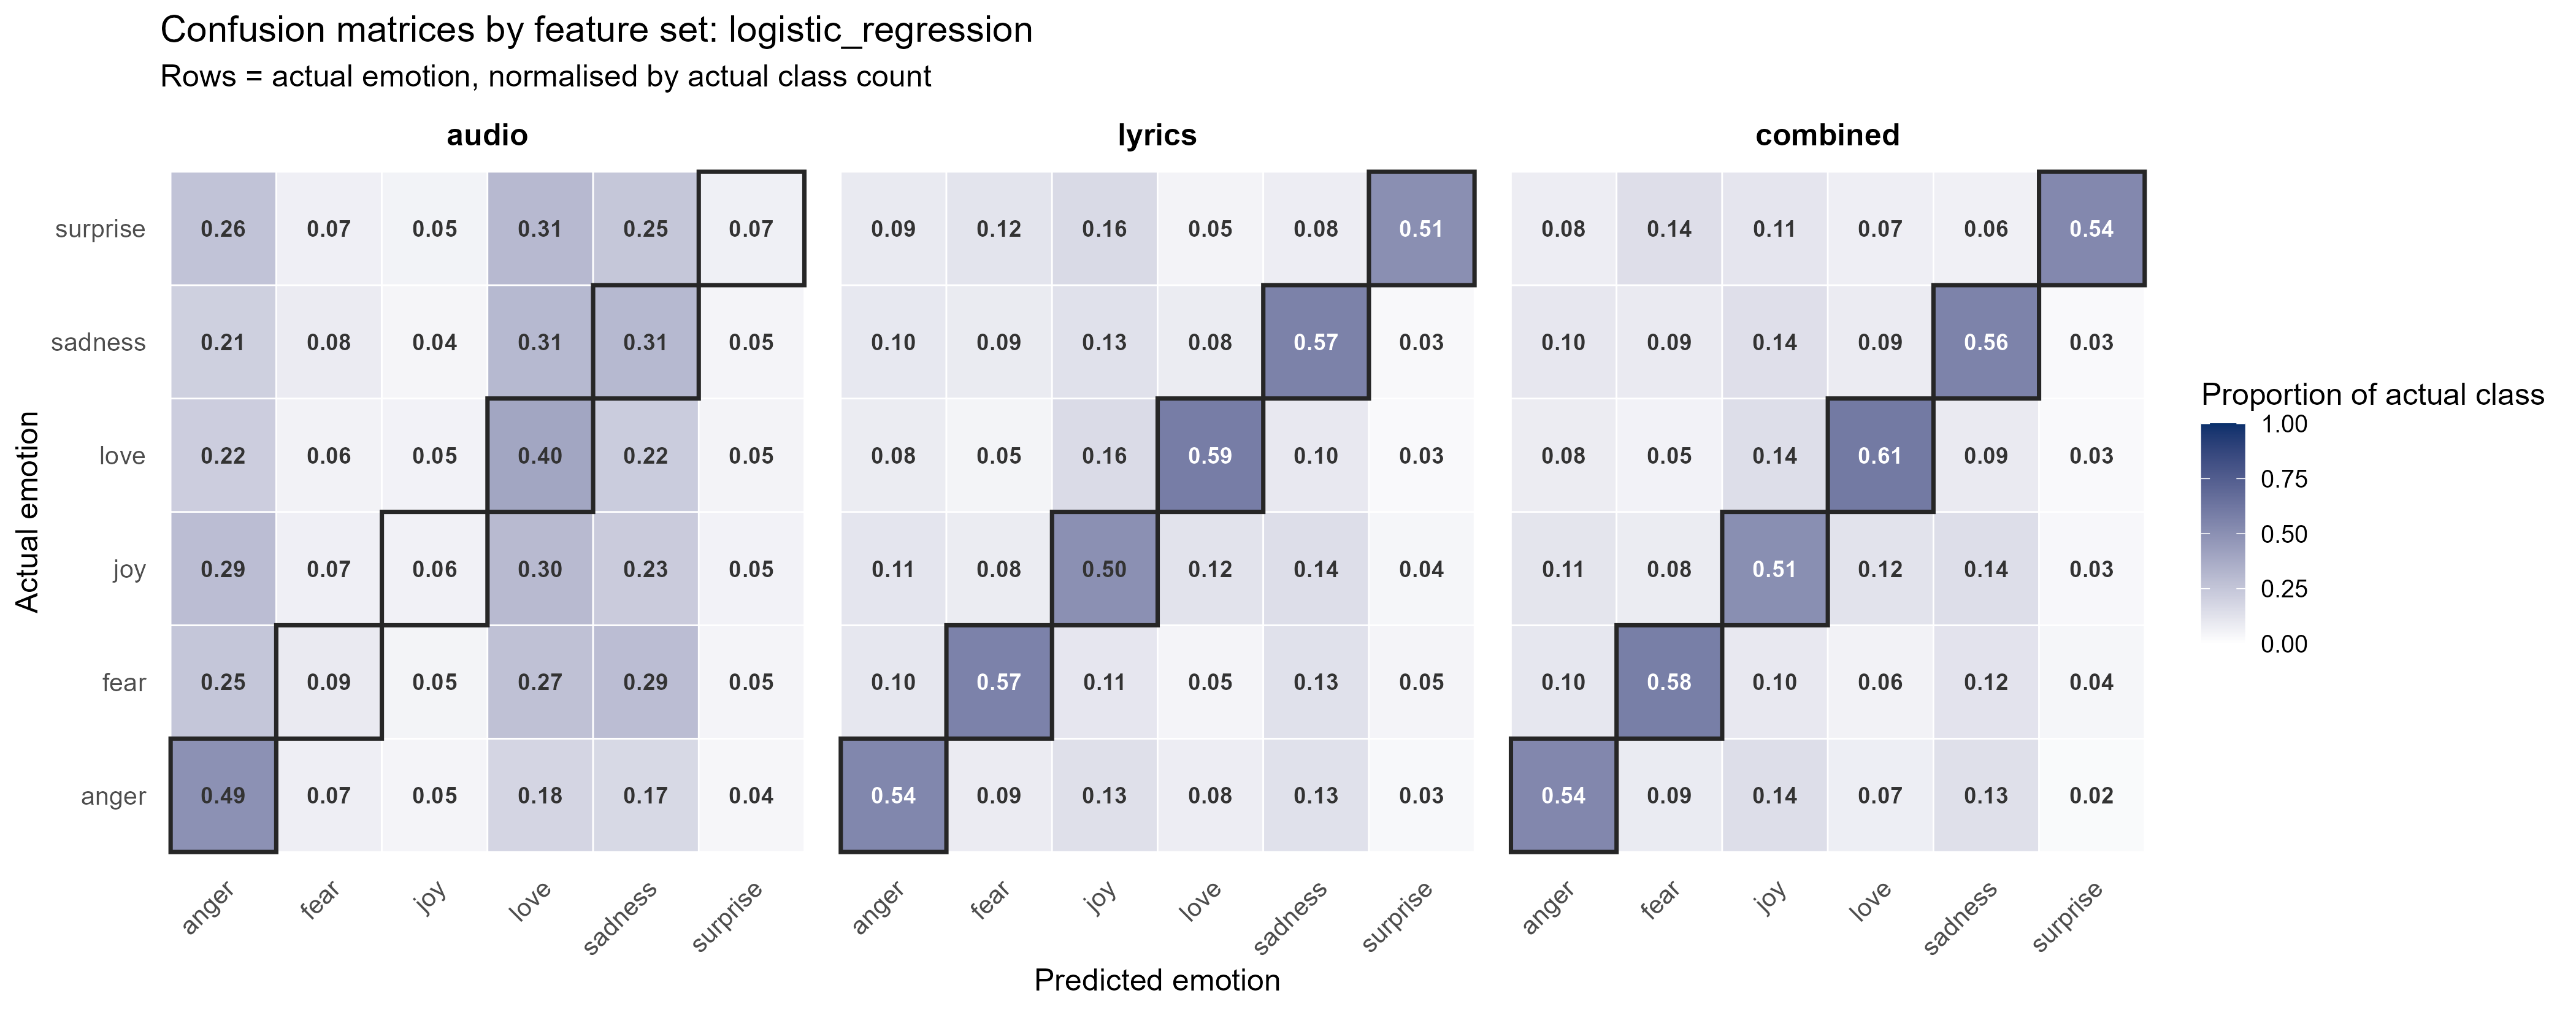 Confusion matrices by feature set: logistic_regression
Rows = actual emotion, normalised by actual class count
audio lyrics combined
surprise 0.26 0.07 0.05 0.31 0.25 0.07 0.09 0.12 0.16 0.05 0.08 0.51 0.08 0.14 0.11 0.07 0.06 0.54
sadness 0.21 0.08 0.04 0.31 0.31 0.05 0.10 0.09 0.13 0.08 0.57 0.03 0.10 0.09 0.14 0.09 0.56 0.03
love 0.22 0.06 0.05 0.40 0.22 0.05 0.08 0.05 0.16 0.59 0.10 0.03 0.08 0.05 0.14 0.61 0.09 0.03
joy 0.29 0.07 0.06 0.30 0.23 0.05 0.11 0.08 0.50 0.12 0.14 0.04 0.11 0.08 0.51 0.12 0.14 0.03
fear 0.25 0.09 0.05 0.27 0.29 0.05 0.10 0.57 0.11 0.05 0.13 0.05 0.10 0.58 0.10 0.06 0.12 0.04
anger 0.49 0.07 0.05 0.18 0.17 0.04 0.54 0.09 0.13 0.08 0.13 0.03 0.54 0.09 0.14 0.07 0.13 0.02
anger fear joy love sadness surprise anger fear joy love sadness surprise anger fear joy love sadness surprise
Predicted emotion
Actual emotion
Proportion of actual class
1.00
0.75
0.50
0.25
0.00